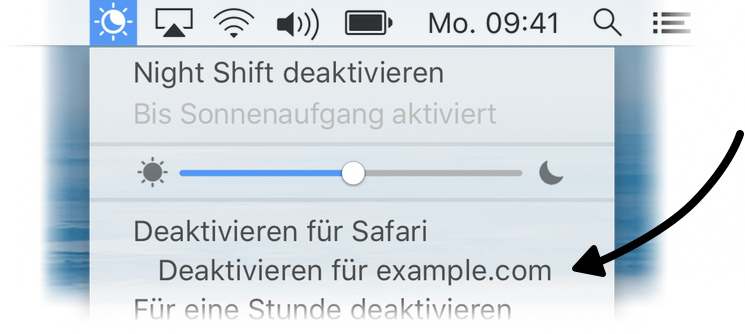 Mo. 09:41
Night Shift deaktivieren
Bis Sonnenaufgang aktiviert
Deaktivieren für Safari
Deaktivieren für example.com
Für eine Stunde deaktivieren